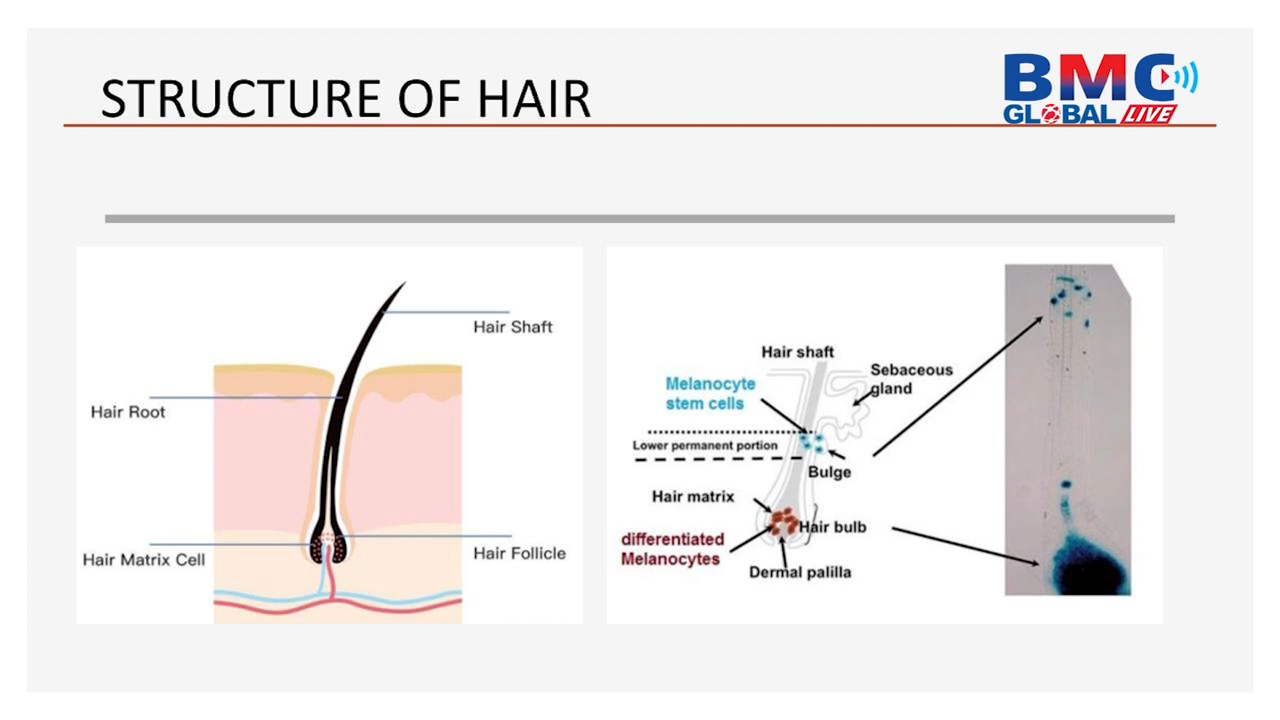 STRUCTURE OF HAIR
BMC
GLOBAL LIVE
Hair Shaft
Hair Root
Hair Matrix Cell
Hair Follicle
Hair shaft
Sebaceous
gland
Melanocyte
stem cells
Lower permanent portion
Bulge
Hair matrix
Hair bulb
differentiated
Melanocytes
Dermal palilla